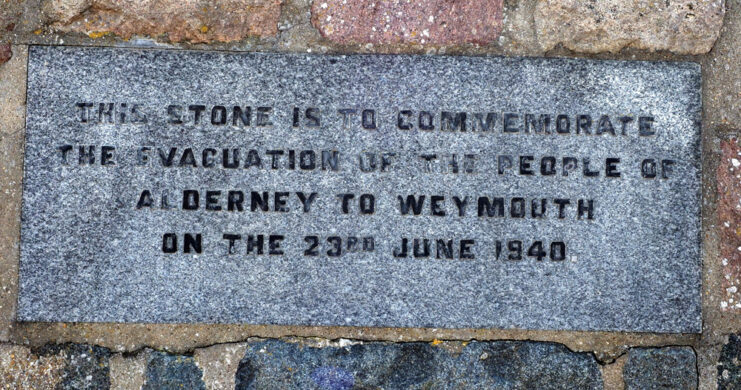 THIS STONE IS TO COMMEMORATE
THE EVACUATION OF THE PEOPLE OF
ALDERNEY TO WEYMOUTH
ON THE 23RD JUNE 1940